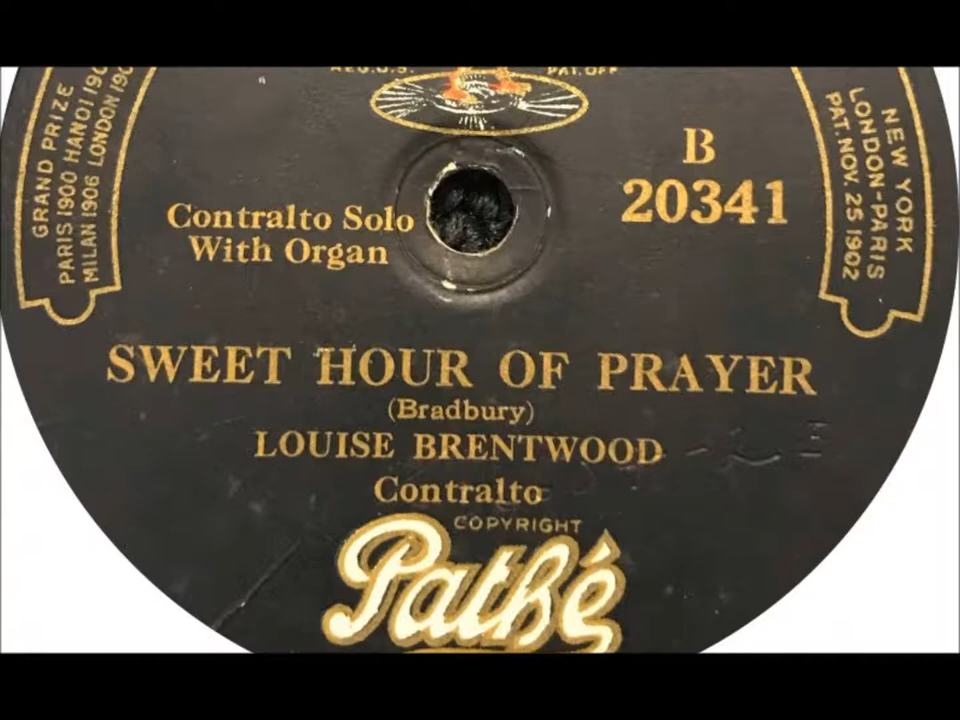 REG.U.S. PAT.OFF
GRAND PRIZE
PARIS 1900 HANOI 190
MILAN 1906 LONDON 190
NEW YORK
LONDON-PARIS
PAT. NOV. 25 1902
B
20341
Contralto Solo
With Organ
SWEET HOUR OF PRAYER
(Bradbury)
LOUISE BRENTWOOD
Contralto
COPYRIGHT
Pathé